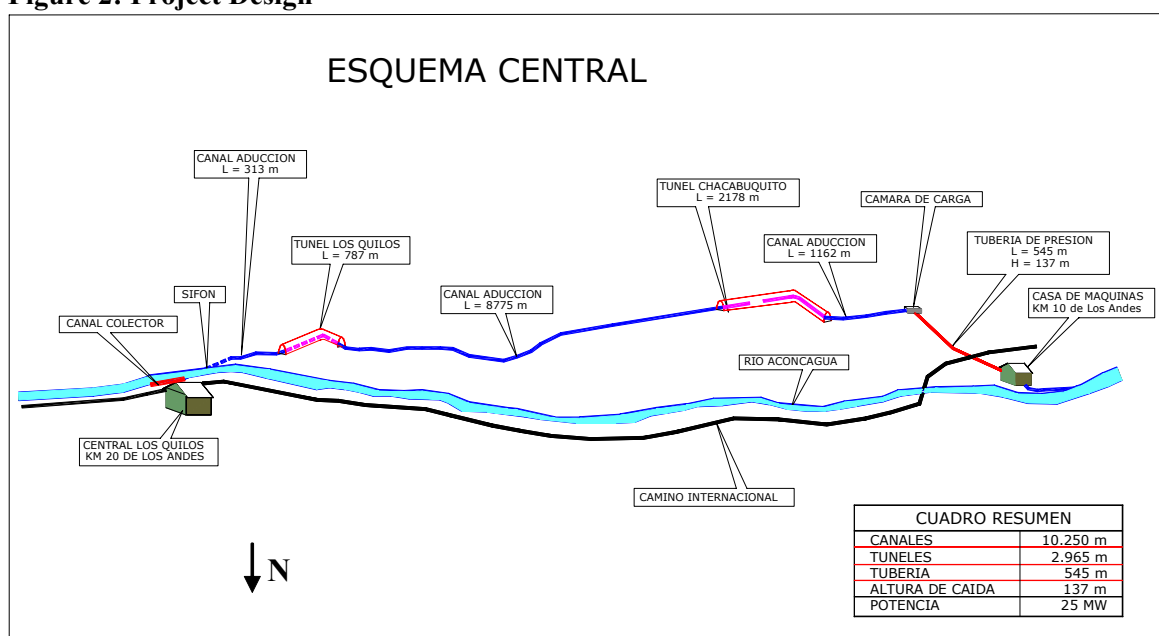 Figure 2: Project Design
ESQUEMA CENTRAL
CANAL ADUCCION
L = 313 m
TUNEL CHACABUQUITO
L = 2178 m
CAMARA DE CARGA
TUNEL LOS QUILOS
L = 787 m
CANAL ADUCCION
L = 1162 m
TUBERIA DE PRESION
L = 545 m
H = 137 m
SIFON
CANAL ADUCCION
L = 8775 m
CASA DE MAQUINAS
KM 10 de Los Andes
CANAL COLECTOR
RIO ACONCAGUA
CENTRAL LOS QUILOS
KM 20 DE LOS ANDES
CAMINO INTERNACIONAL
N
CUADRO RESUMEN
CANALES 10.250 m
TUNELES 2.965 m
TUBERIA 545 m
ALTURA DE CAIDA 137 m
POTENCIA 25 MW